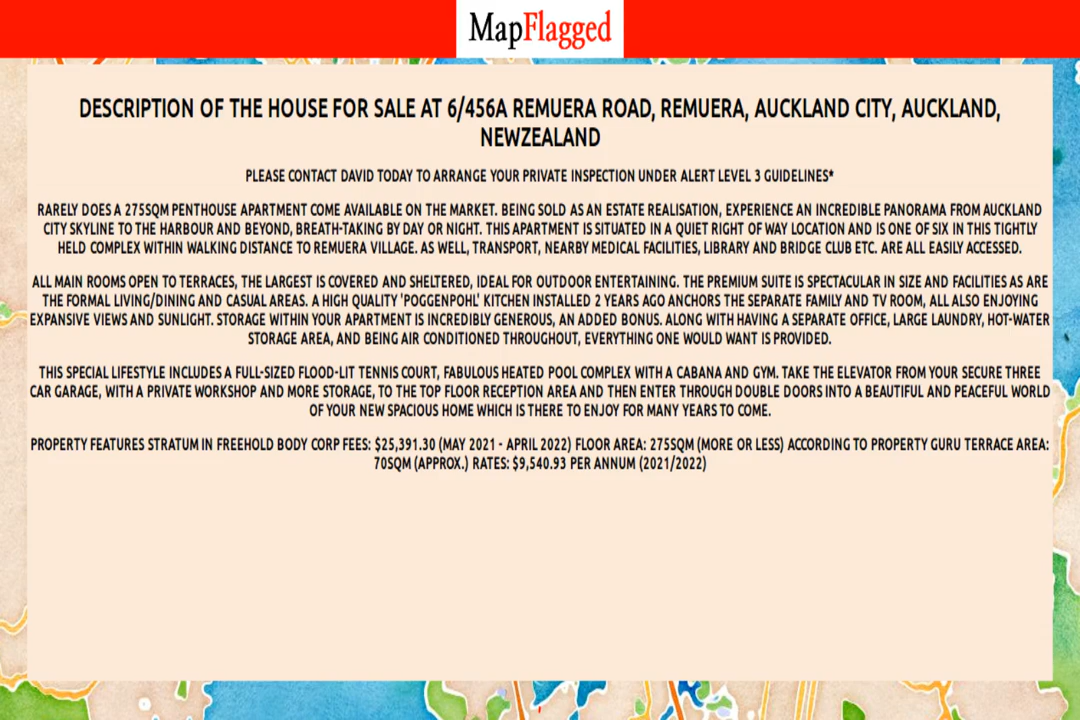 MapFlagged
DESCRIPTION OF THE HOUSE FOR SALE AT 6/456A REMUERA ROAD, REMUERA, AUCKLAND CITY, AUCKLAND,
NEWZEALAND
PLEASE CONTACT DAVID TODAY TO ARRANGE YOUR PRIVATE INSPECTION UNDER ALERT LEVEL 3 GUIDELINES*
RARELY DOES A 275SQM PENTHOUSE APARTMENT COME AVAILABLE ON THE MARKET. BEING SOLD AS AN ESTATE REALISATION, EXPERIENCE AN INCREDIBLE PANORAMA FROM AUCKLAND
CITY SKYLINE TO THE HARBOUR AND BEYOND, BREATH-TAKING BY DAY OR NIGHT. THIS APARTMENT IS SITUATED IN A QUIET RIGHT OF WAY LOCATION AND IS ONE OF SIX IN THIS TIGHTLY
HELD COMPLEX WITHIN WALKING DISTANCE TO REMUERA VILLAGE. AS WELL, TRANSPORT, NEARBY MEDICAL FACILITIES, LIBRARY AND BRIDGE CLUB ETC. ARE ALL EASILY ACCESSED.
ALL MAIN ROOMS OPEN TO TERRACES, THE LARGEST IS COVERED AND SHELTERED, IDEAL FOR OUTDOOR ENTERTAINING. THE PREMIUM SUITE IS SPECTACULAR IN SIZE AND FACILITIES AS ARE
THE FORMAL LIVING/DINING AND CASUAL AREAS. A HIGH QUALITY 'POGGENPOHL' KITCHEN INSTALLED 2 YEARS AGO ANCHORS THE SEPARATE FAMILY AND TV ROOM, ALL ALSO ENJOYING
EXPANSIVE VIEWS AND SUNLIGHT. STORAGE WITHIN YOUR APARTMENT IS INCREDIBLY GENEROUS, AN ADDED BONUS. ALONG WITH HAVING A SEPARATE OFFICE, LARGE LAUNDRY, HOT-WATER
STORAGE AREA, AND BEING AIR CONDITIONED THROUGHOUT, EVERYTHING ONE WOULD WANT IS PROVIDED.
THIS SPECIAL LIFESTYLE INCLUDES A FULL-SIZED FLOOD-LIT TENNIS COURT, FABULOUS HEATED POOL COMPLEX WITH A CABANA AND GYM. TAKE THE ELEVATOR FROM YOUR SECURE THREE
CAR GARAGE, WITH A PRIVATE WORKSHOP AND MORE STORAGE, TO THE TOP FLOOR RECEPTION AREA AND THEN ENTER THROUGH DOUBLE DOORS INTO A BEAUTIFUL AND PEACEFUL WORLD
OF YOUR NEW SPACIOUS HOME WHICH IS THERE TO ENJOY FOR MANY YEARS TO COME.
PROPERTY FEATURES STRATUM IN FREEHOLD BODY CORP FEES: $25,391.30 (MAY 2021 - APRIL 2022) FLOOR AREA: 275SQM (MORE OR LESS) ACCORDING TO PROPERTY GURU TERRACE AREA:
70SQM (APPROX.) RATES: $9,540.93 PER ANNUM (2021/2022)